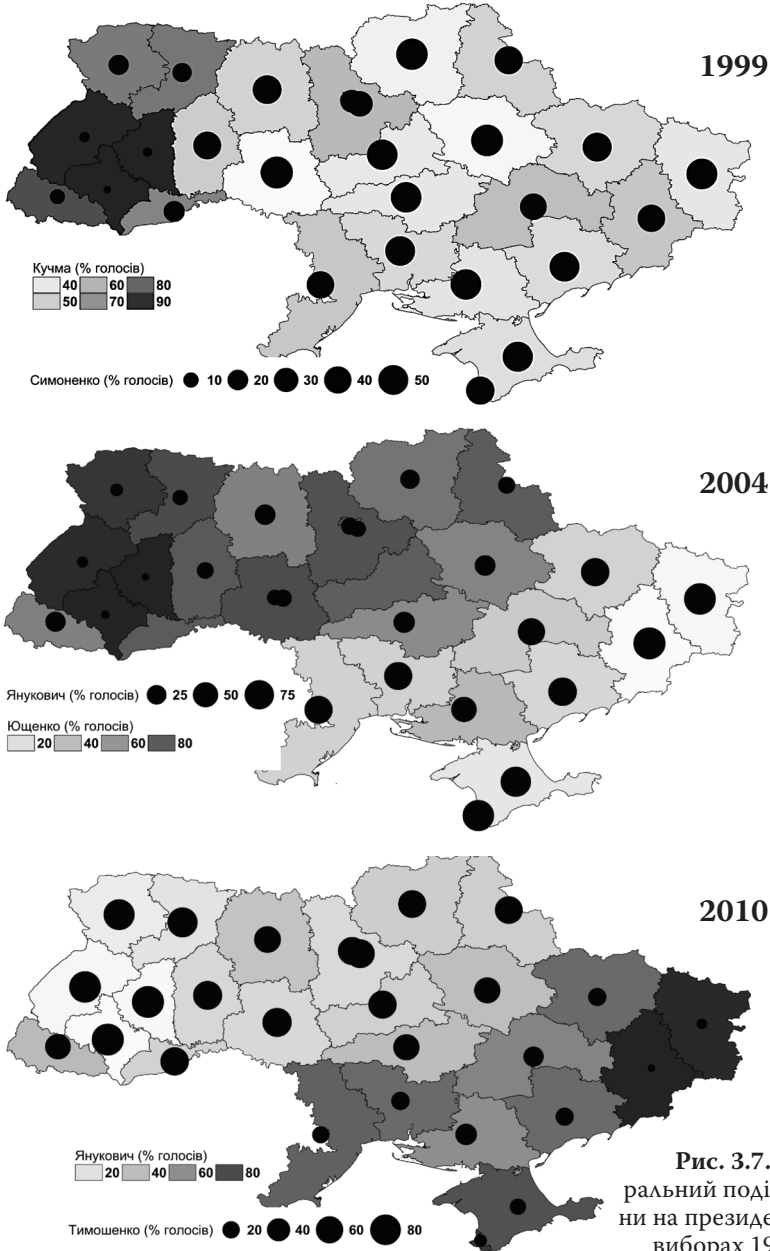 1999
Кучма (% голосів)
40 60 80
50 70 90
Симоненко (% голосів) 10 20 30 40 50
2004
Янукович (% голосів) 25 50 75
Ющенко (% голосів)
20 40 60 80
2010
Янукович (% голосів)
20 40 60 80
Тимошенко (% голосів) 20 40 60 80
Рис. 3.7.
ральний поді
ни на президе
виборах 19